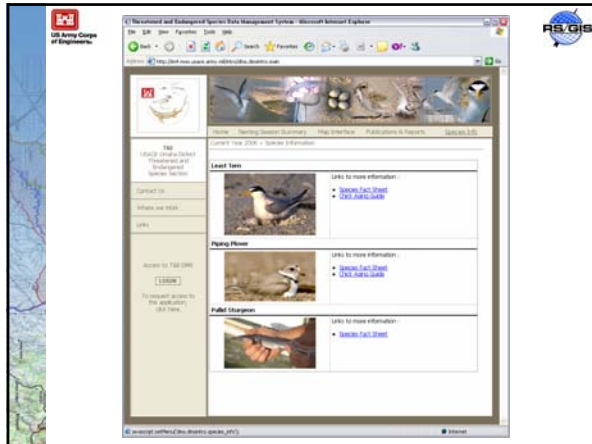 US Army Corps
of Engineers®
RS/GIS
Threatened and Endangered Species Data Management System - Microsoft Internet Explorer
File Edit View Favorites Tools Help
Back Search Favorites
Address Go
Home Nesting Season Summary Map Interface Publications & Reports Species Info
Current Year 2006 > Species Information
T&E
USACE Omaha District
Threatened and
Endangered
Species Section
Contact Us
Where we Work
Links
Access to T&E DMS
LOGIN
To request access to
the application,
click here.
Least Tern
Links to more information :
Species Fact Sheet
Chick Aging Guide
Piping Plover
Links to more information :
Species Fact Sheet
Chick Aging Guide
Pallid Sturgeon
Links to more information :
Species Fact Sheet
Internet